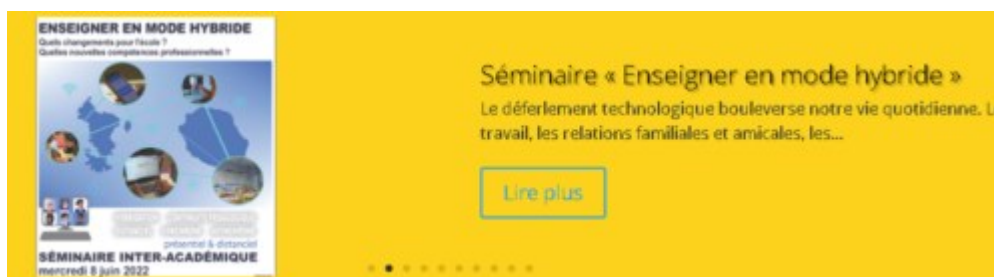 ENSEIGNER EN MODE HYBRIDE
Quels changements pour l'école ?
Quelles nouvelles compétences professionnelles ?
présentiel & distanciel
SÉMINAIRE INTER-ACADÉMIQUE
mercredi 8 juin 2022
Séminaire « Enseigner en mode hybride »
Le déferlement technologique bouleverse notre vie quotidienne. L
travail, les relations familiales et amicales, les...
Lire plus